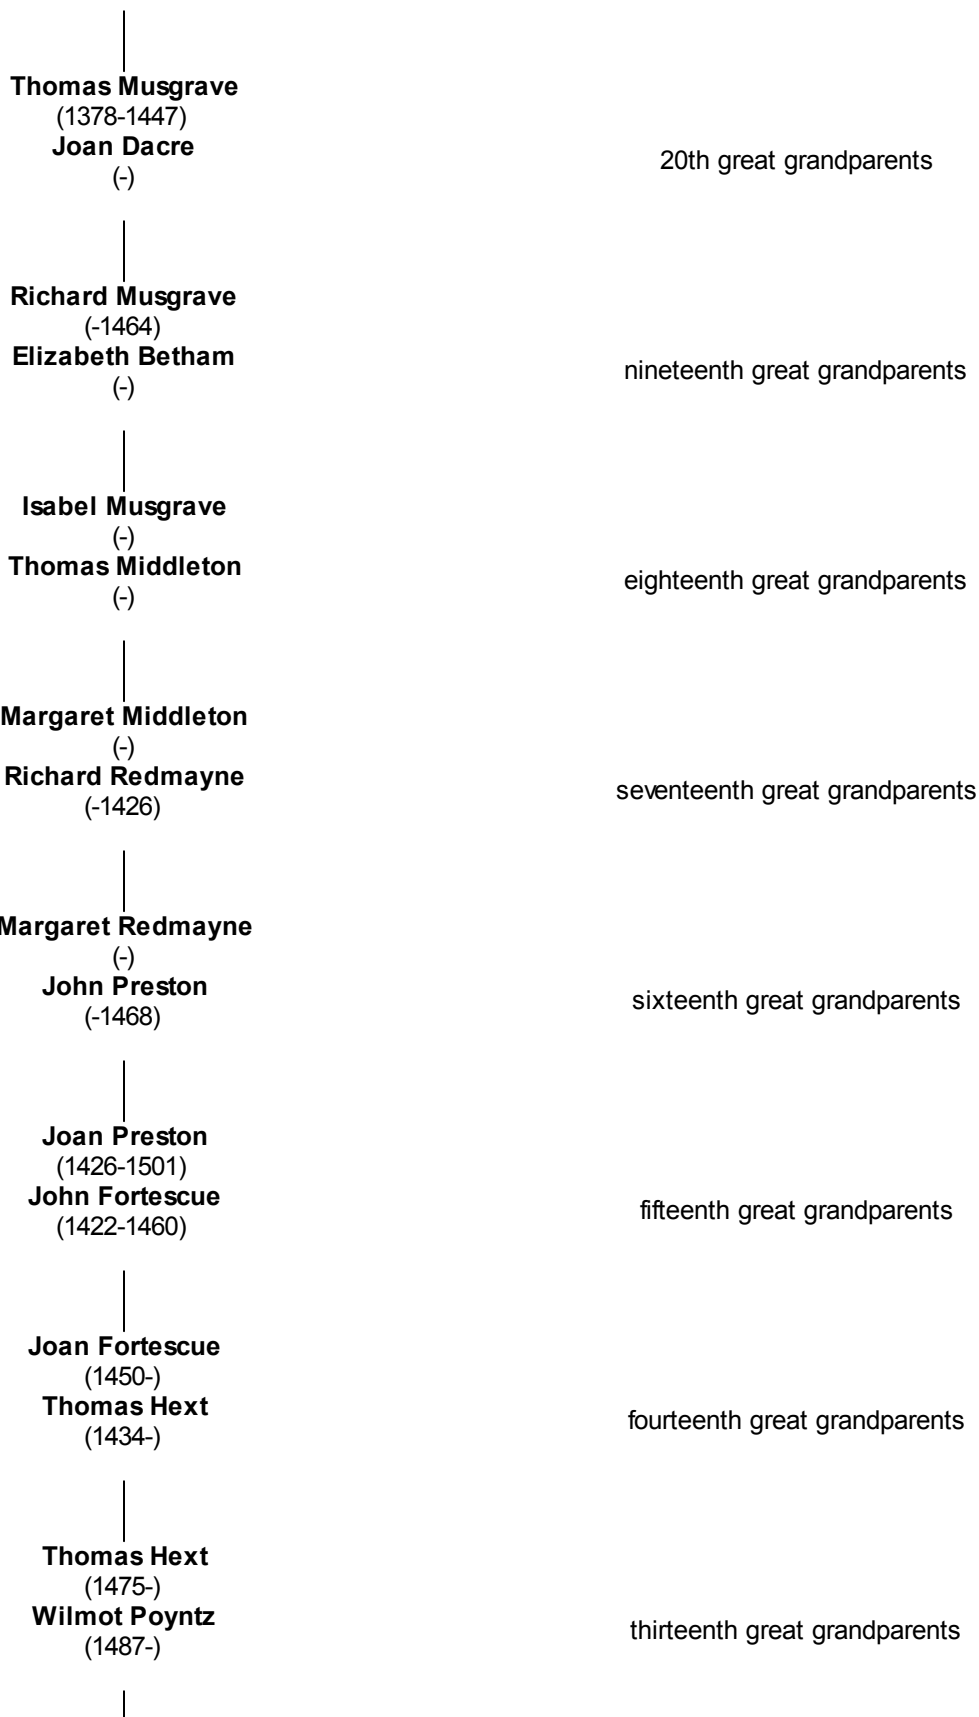 Thomas Musgrave
(1378-1447)
Joan Dacre
(-)
20th great grandparents
Richard Musgrave
(-1464)
Elizabeth Betham
(-)
nineteenth great grandparents
Isabel Musgrave
(-)
Thomas Middleton
(-)
eighteenth great grandparents
Margaret Middleton
(-)
Richard Redmayne
(-1426)
seventeenth great grandparents
Margaret Redmayne
(-)
John Preston
(-1468)
sixteenth great grandparents
Joan Preston
(1426-1501)
John Fortescue
(1422-1460)
fifteenth great grandparents
Joan Fortescue
(1450-)
Thomas Hext
(1434-)
fourteenth great grandparents
Thomas Hext
(1475-)
Wilmot Poyntz
(1487-)
thirteenth great grandparents